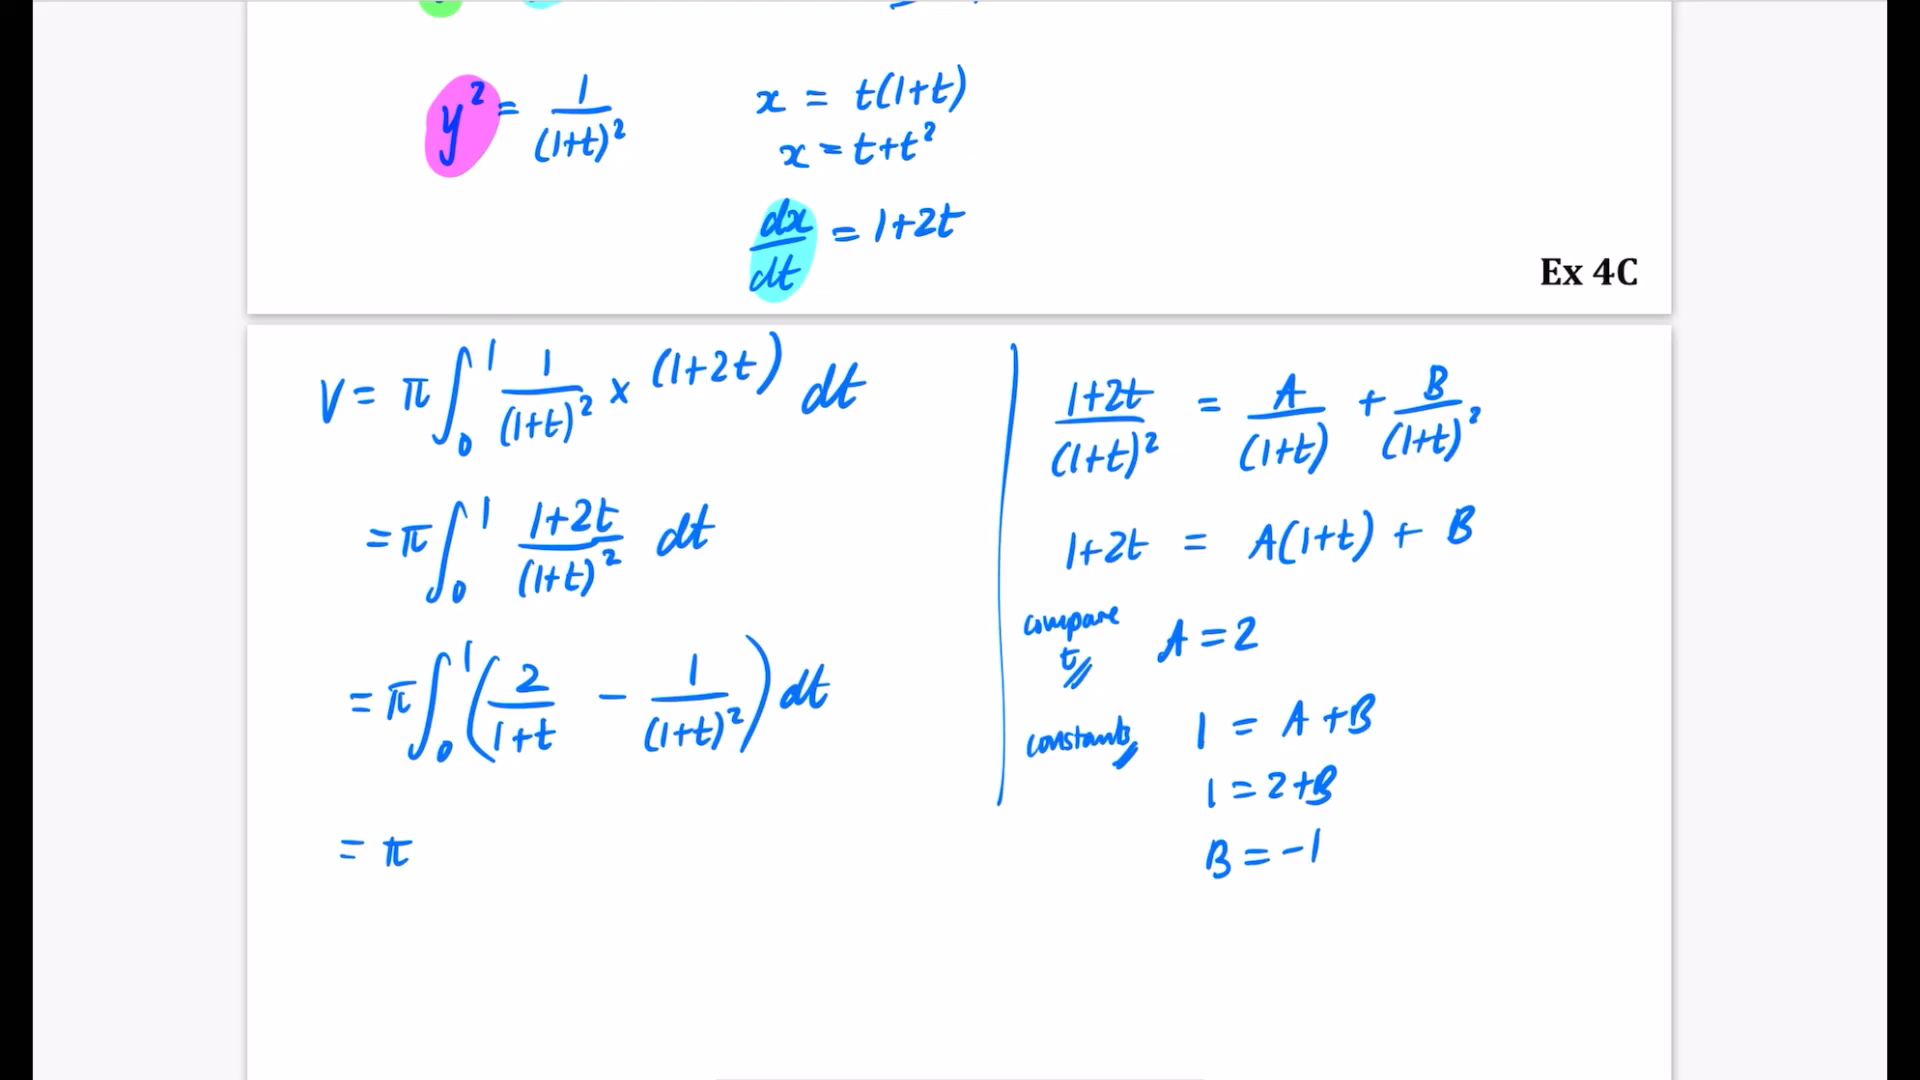 y² = 1/(1+t)²
x = t(1+t)
x = t+t²
dx/dt = 1+2t
Ex 4C
V = π∫₀¹ 1/(1+t)² × (1+2t) dt
= π∫₀¹ (1+2t)/(1+t)² dt
= π∫₀¹ (2/(1+t) - 1/(1+t)²) dt
= π
(1+2t)/(1+t)² = A/(1+t) + B/(1+t)²
1+2t = A(1+t) + B
compare t A = 2
constants 1 = A+B
1 = 2+B
B = -1